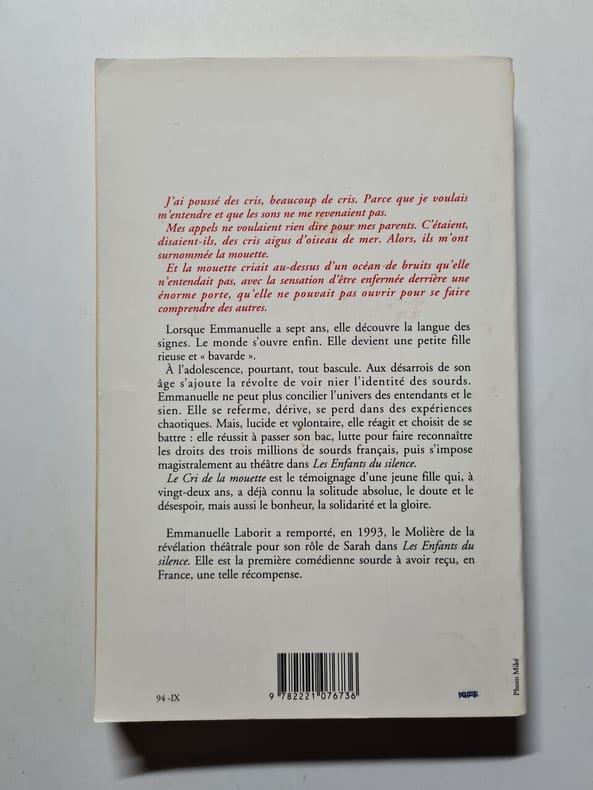 J'ai poussé des cris, beaucoup de cris. Parce que je voulais
m'entendre et que les sons ne me revenaient pas.
Mes appels ne voulaient rien dire pour mes parents. C'étaient,
disaient-ils, des cris aigus d'oiseau de mer. Alors, ils m'ont
surnommée la mouette.
Et la mouette criait au-dessus d'un océan de bruits qu'elle
n'entendait pas, avec la sensation d'être enfermée derrière une
énorme porte, qu'elle ne pouvait pas ouvrir pour se faire
comprendre des autres.
Lorsque Emmanuelle a sept ans, elle découvre la langue des
signes. Le monde s'ouvre enfin. Elle devient une petite fille
rieuse et « bavarde ».
À l'adolescence, pourtant, tout bascule. Aux désarrois de son
âge s'ajoute la révolte de voir nier l'identité des sourds.
Emmanuelle ne peut plus concilier l'univers des entendants et le
sien. Elle se referme, dérive, se perd dans des expériences
chaotiques. Mais, lucide et volontaire, elle réagit et choisit de se
battre : elle réussit à passer son bac, lutte pour faire reconnaître
les droits des trois millions de sourds français, puis s'impose
magistralement au théâtre dans Les Enfants du silence.
Le Cri de la mouette est le témoignage d'une jeune fille qui, à
vingt-deux ans, a déjà connu la solitude absolue, le doute et le
désespoir, mais aussi le bonheur, la solidarité et la gloire.
Emmanuelle Laborit a remporté, en 1993, le Molière de la
révélation théâtrale pour son rôle de Sarah dans Les Enfants du
silence. Elle est la première comédienne sourde à avoir reçu, en
France, une telle récompense.
94 -IX
9 782221 076736
Photo Miké